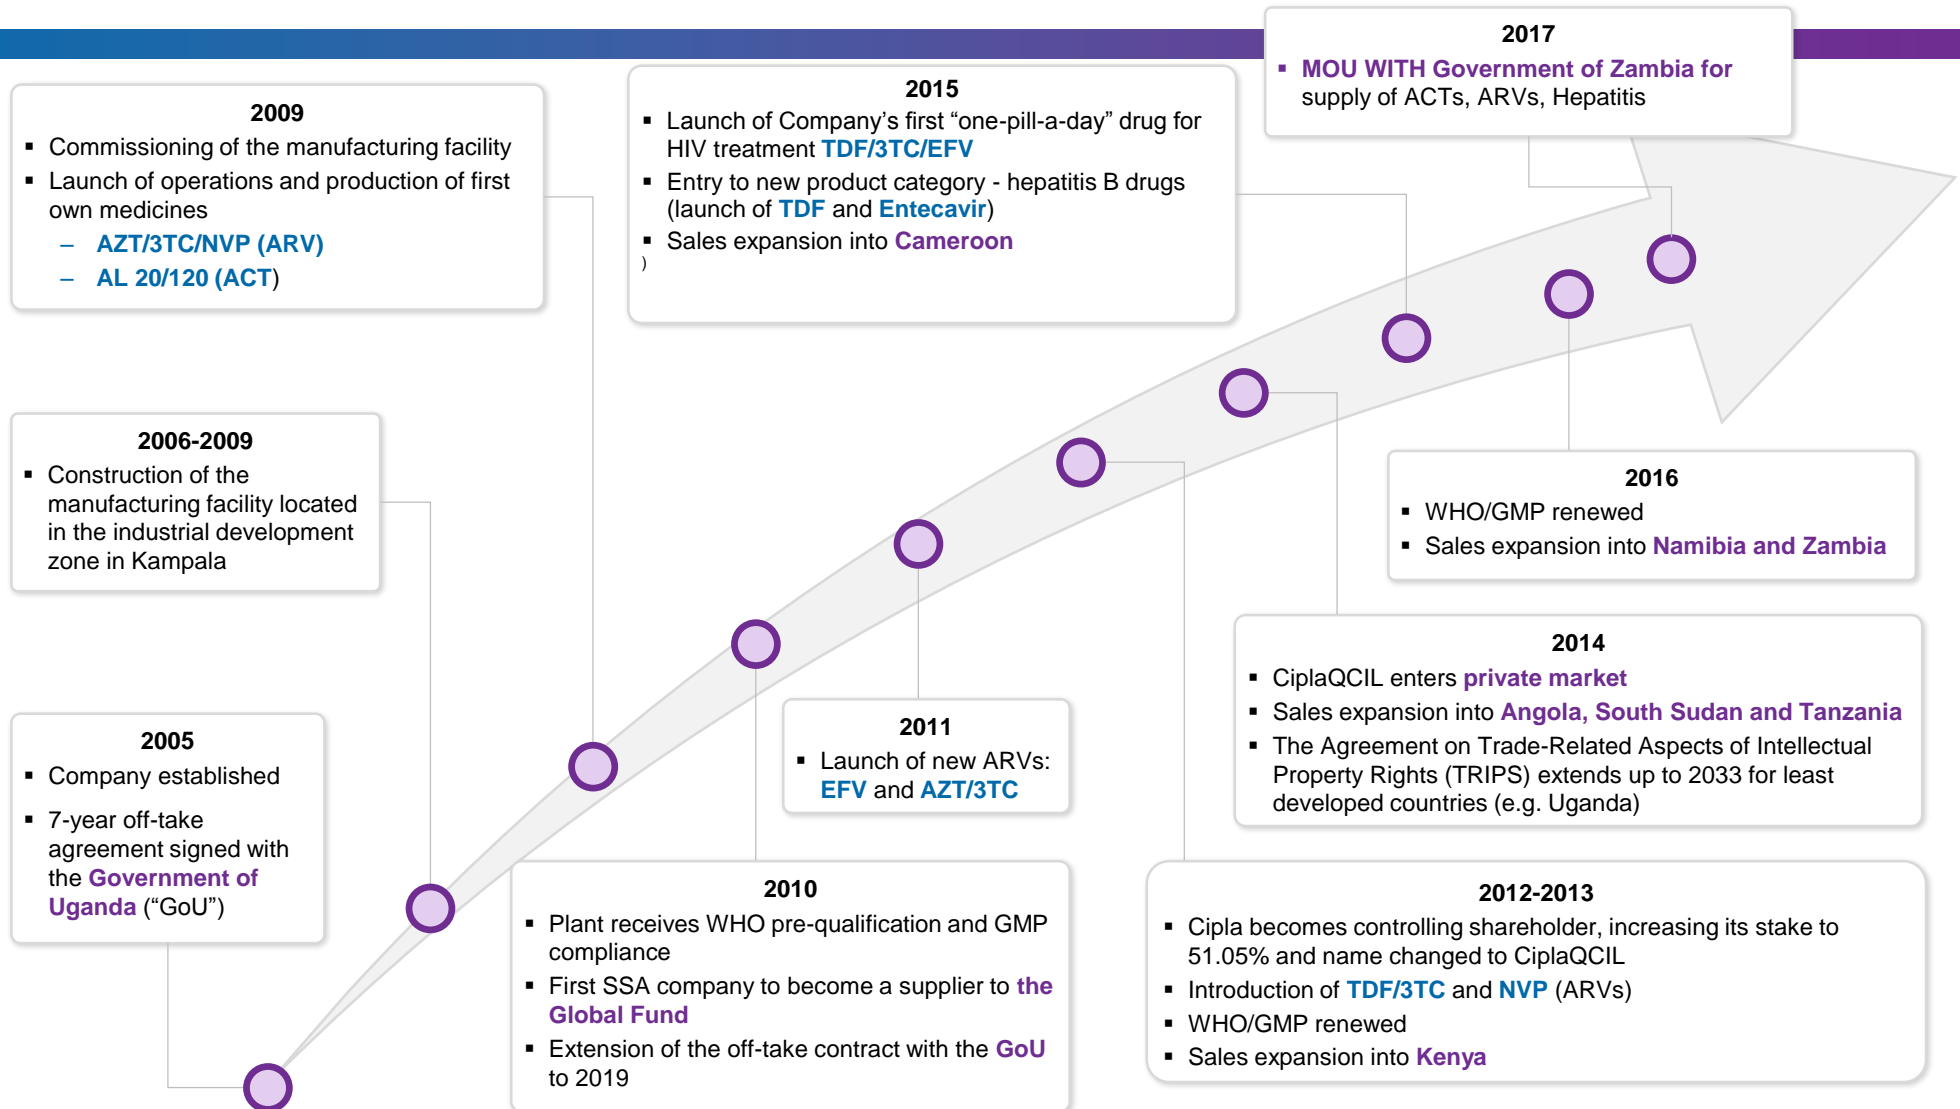 2005
▪ Company established
▪ 7-year off-take
agreement signed with
the Government of
Uganda (“GoU”)
2006-2009
▪ Construction of the
manufacturing facility located
in the industrial development
zone in Kampala
2009
▪ Commissioning of the manufacturing facility
▪ Launch of operations and production of first
own medicines
– AZT/3TC/NVP (ARV)
– AL 20/120 (ACT)
2010
▪ Plant receives WHO pre-qualification and GMP
compliance
▪ First SSA company to become a supplier to the
Global Fund
▪ Extension of the off-take contract with the GoU
to 2019
2011
▪ Launch of new ARVs:
EFV and AZT/3TC
2012-2013
▪ Cipla becomes controlling shareholder, increasing its stake to
51.05% and name changed to CiplaQCIL
▪ Introduction of TDF/3TC and NVP (ARVs)
▪ WHO/GMP renewed
▪ Sales expansion into Kenya
2014
▪ CiplaQCIL enters private market
▪ Sales expansion into Angola, South Sudan and Tanzania
▪ The Agreement on Trade-Related Aspects of Intellectual
Property Rights (TRIPS) extends up to 2033 for least
developed countries (e.g. Uganda)
2015
▪ Launch of Company’s first “one-pill-a-day” drug for
HIV treatment TDF/3TC/EFV
▪ Entry to new product category - hepatitis B drugs
(launch of TDF and Entecavir)
▪ Sales expansion into Cameroon
)
2016
▪ WHO/GMP renewed
▪ Sales expansion into Namibia and Zambia
2017
▪ MOU WITH Government of Zambia for
supply of ACTs, ARVs, Hepatitis